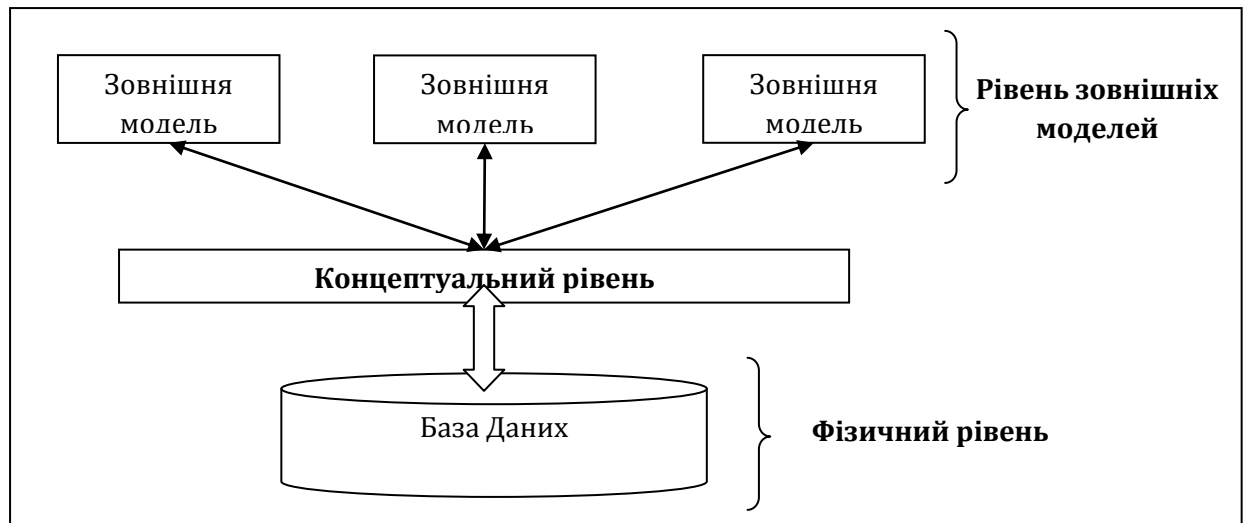 Зовнішня
модель
Зовнішня
модель
Зовнішня
модель
Рівень зовнішніх
моделей
Концептуальний рівень
База Даних
Фізичний рівень